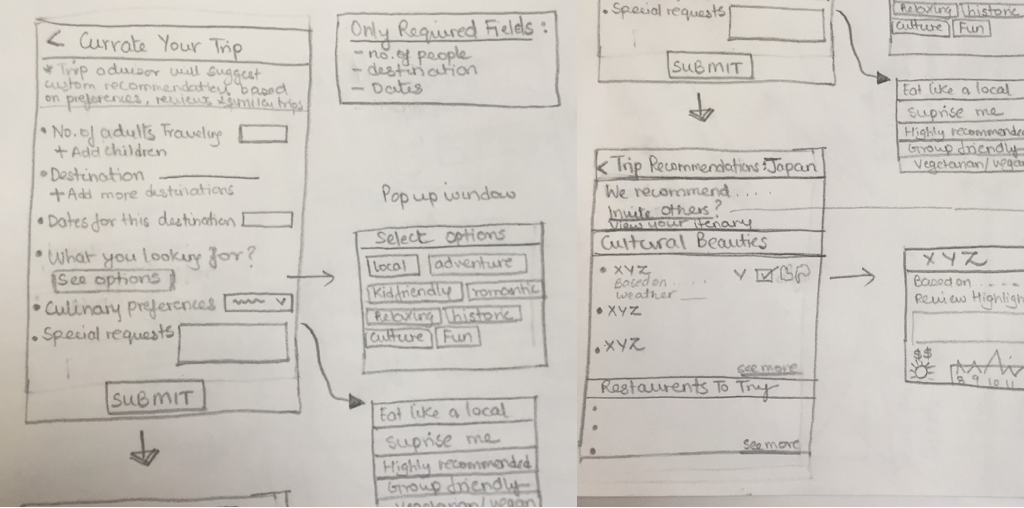 < Currate Your Trip
* Trip advisor will suggest
custom recommendations based
on preferences, reviews & similar trips
• No. of adults Traveling
+ Add children
• Destination
+ Add more destinations
• Dates for this destination
• What you looking for?
See options
• Culinary preferences
• Special requests
SUBMIT
Only Required Fields :
- no. of people
- destination
- Dates
Pop up window
Select options
local adventure
Kidfriendly romantic
Relaxing historic
culture Fun
Eat like a local
Suprise me
Highly recommended
Group friendly
Vegetarian/vegan
• Special requests
SUBMIT
Relaxing historic
culture Fun
Eat like a local
Suprise me
Highly recommended
Group friendly
Vegetarian/vegan
< Trip Recommendations: Japan
We recommend ....
Invite others?
View your itenary
Cultural Beauties
• XYZ
Based on .....
weather
• XYZ
• XYZ
see more
Restaurents To Try
see more
XYZ
Based on .....
Review Highligh
$$
8 9 10 11